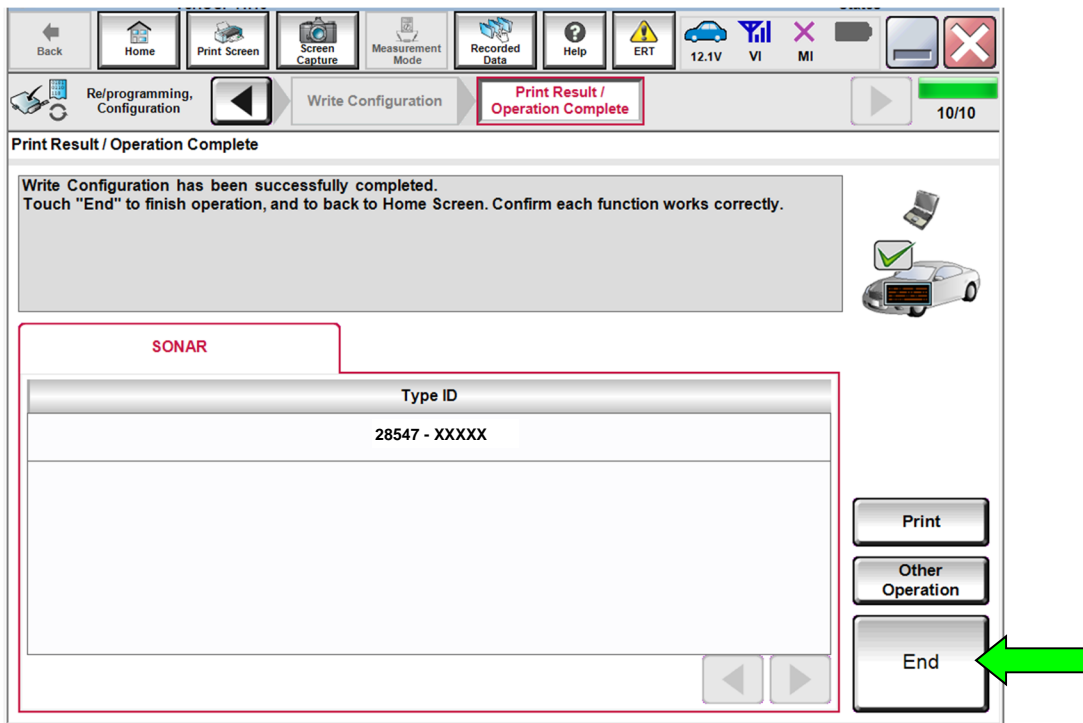 Back
Home
Print Screen
Screen
Capture
Measurement
Mode
Recorded
Data
Help
ERT
12.1V
VI
MI
Re/programming,
Configuration
Write Configuration
Print Result /
Operation Complete
10/10
Print Result / Operation Complete
Write Configuration has been successfully completed.
Touch "End" to finish operation, and to back to Home Screen. Confirm each function works correctly.
SONAR
Type ID
28547 - XXXXX
Print
Other
Operation
End